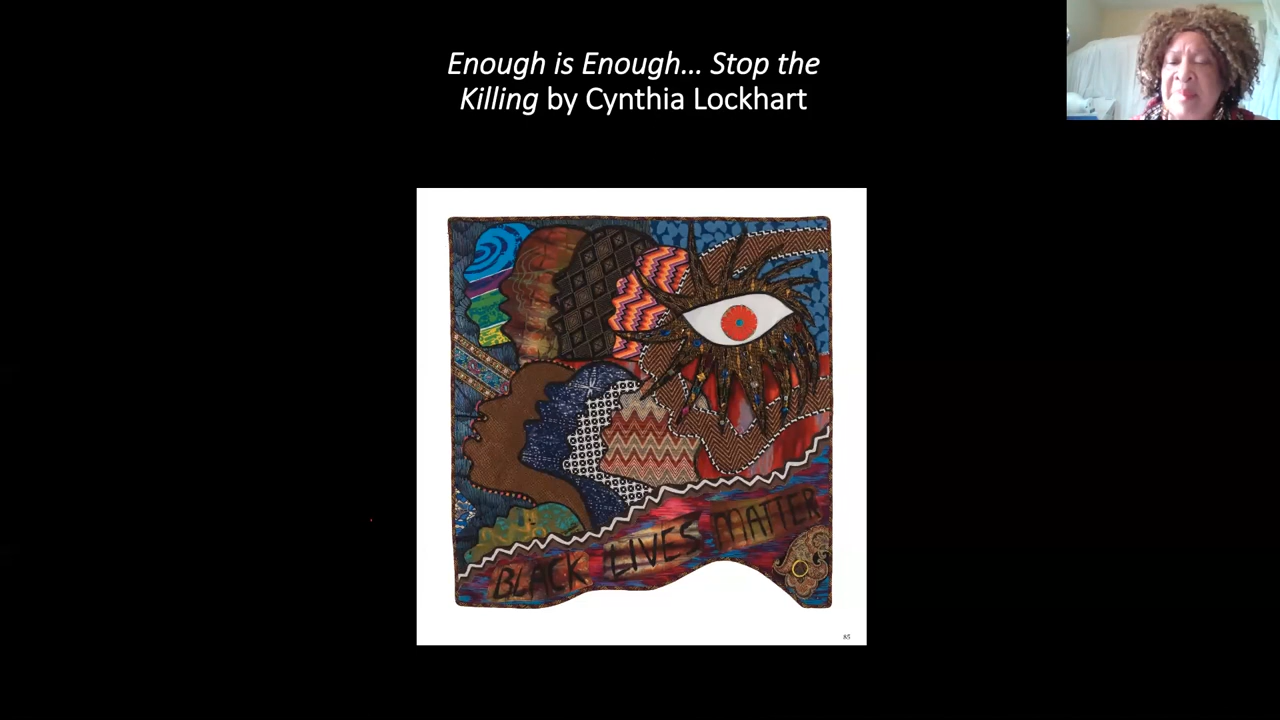 Enough is Enough... Stop the
Killing by Cynthia Lockhart
BLACK LIVES MATTER